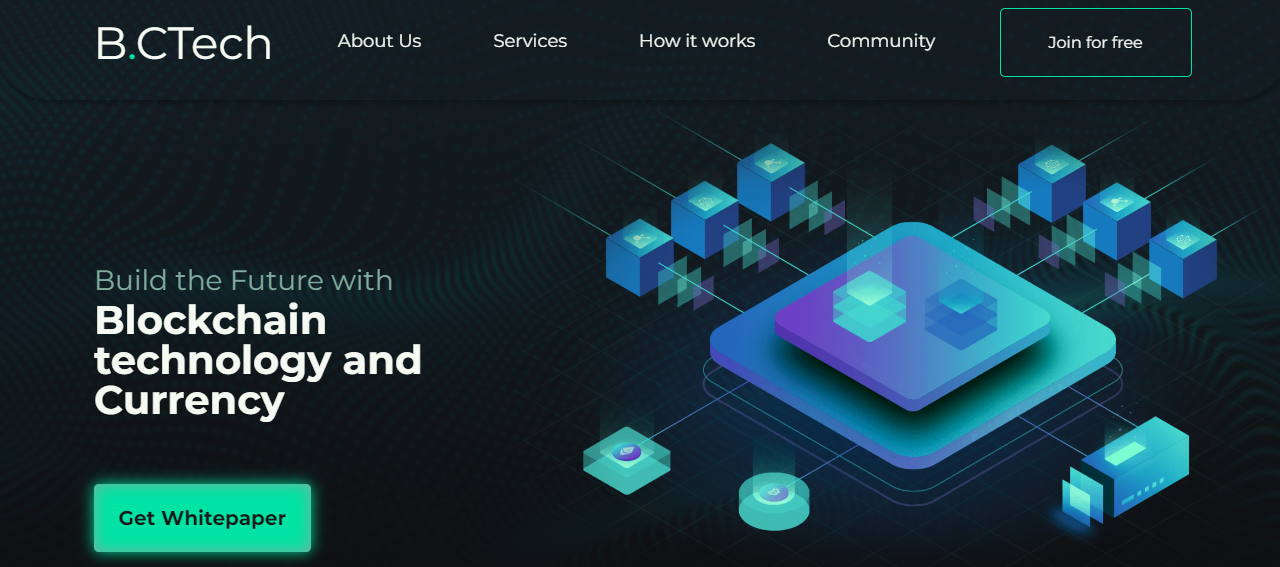 B.CTech
About Us
Services
How it works
Community
Join for free
Build the Future with
Blockchain
technology and
Currency
Get Whitepaper